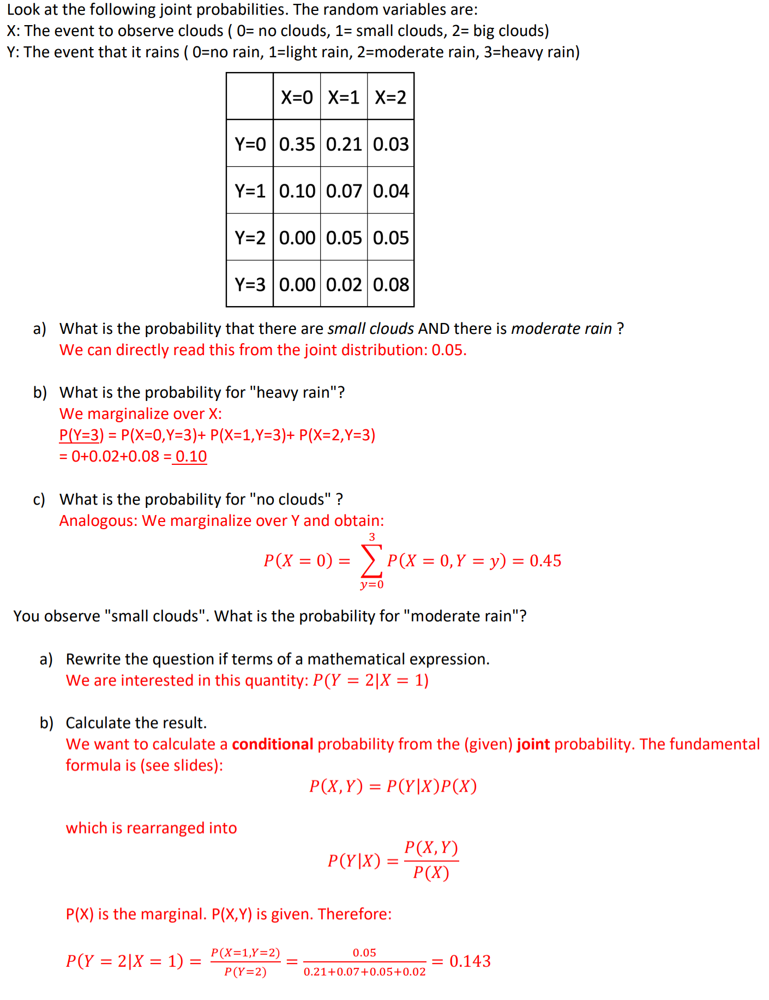 Look at the following joint probabilities. The random variables are:
X: The event to observe clouds ( 0= no clouds, 1= small clouds, 2= big clouds)
Y: The event that it rains ( 0=no rain, 1=light rain, 2=moderate rain, 3=heavy rain)
X=0 X=1 X=2
Y=0 0.35 0.21 0.03
Y=1 0.10 0.07 0.04
Y=2 0.00 0.05 0.05
Y=3 0.00 0.02 0.08
a) What is the probability that there are small clouds AND there is moderate rain ?
We can directly read this from the joint distribution: 0.05.
b) What is the probability for "heavy rain"?
We marginalize over X:
P(Y=3) = P(X=0,Y=3)+ P(X=1,Y=3)+ P(X=2,Y=3)
= 0+0.02+0.08 = 0.10
c) What is the probability for "no clouds" ?
Analogous: We marginalize over Y and obtain:
3
P(X = 0) = ∑ P(X = 0, Y = y) = 0.45
y=0
You observe "small clouds". What is the probability for "moderate rain"?
a) Rewrite the question if terms of a mathematical expression.
We are interested in this quantity: P(Y = 2|X = 1)
b) Calculate the result.
We want to calculate a conditional probability from the (given) joint probability. The fundamental
formula is (see slides):
P(X, Y) = P(Y|X)P(X)
which is rearranged into
P(X, Y)
P(Y|X) =
P(X)
P(X) is the marginal. P(X,Y) is given. Therefore:
P(X=1,Y=2) 0.05
P(Y = 2|X = 1) = = = 0.143
P(Y=2) 0.21+0.07+0.05+0.02